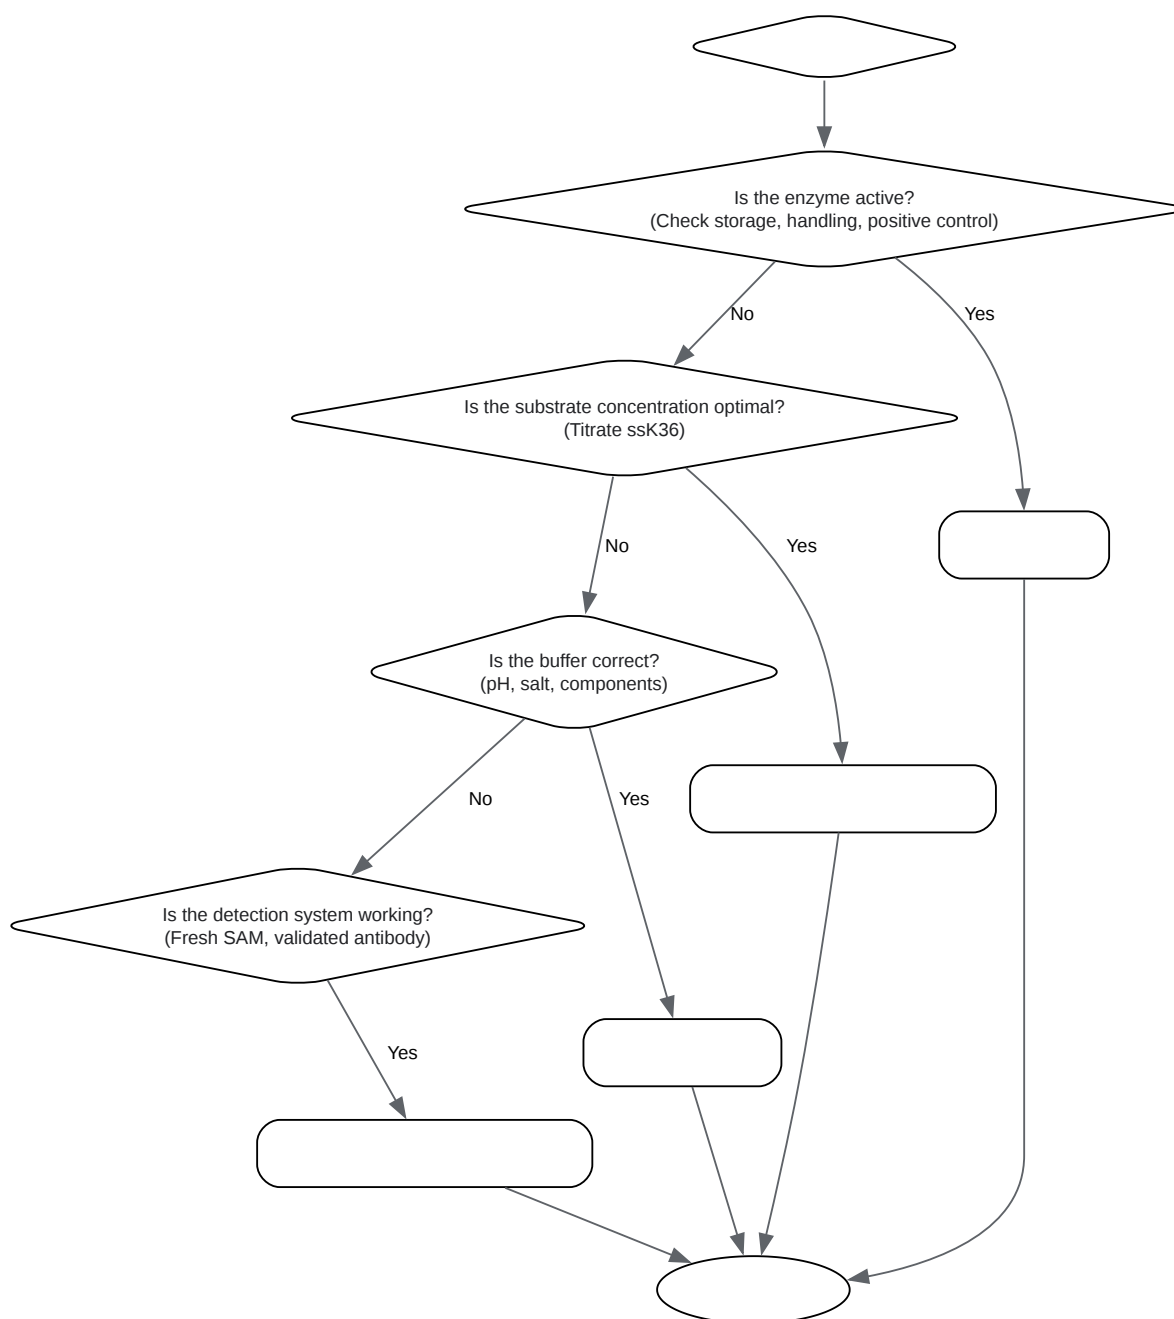 Is the enzyme active?
(Check storage, handling, positive control)
No
Yes
Is the substrate concentration optimal?
(Titrate ssK36)
No
Yes
Is the buffer correct?
(pH, salt, components)
No
Yes
Is the detection system working?
(Fresh SAM, validated antibody)
Yes